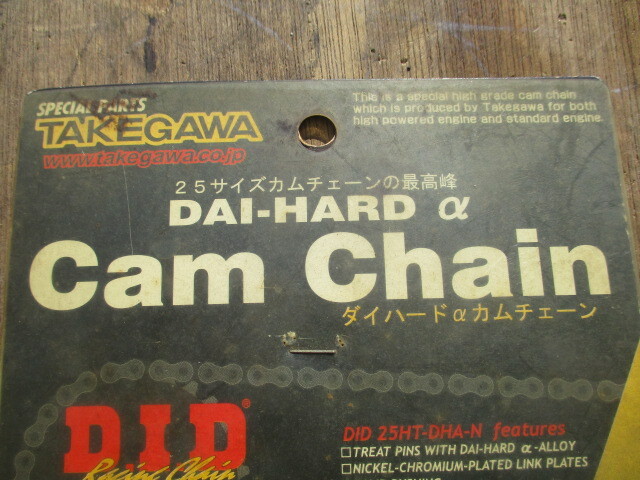 SPECIAL PARTS
TAKEGAWA
www.takegawa.co.jp
This is a special high grade cam chain
which is produced by Takegawa for both
high powered engine and standard engine.
25サイズカムチェーンの最高峰
DAI-HARD α
Cam Chain
ダイハードαカムチェーン
D.I.D®
Racing Chain
DID 25HT-DHA-N features
□TREAT PINS WITH DAI-HARD α-ALLOY
□NICKEL-CHROMIUM-PLATED LINK PLATES